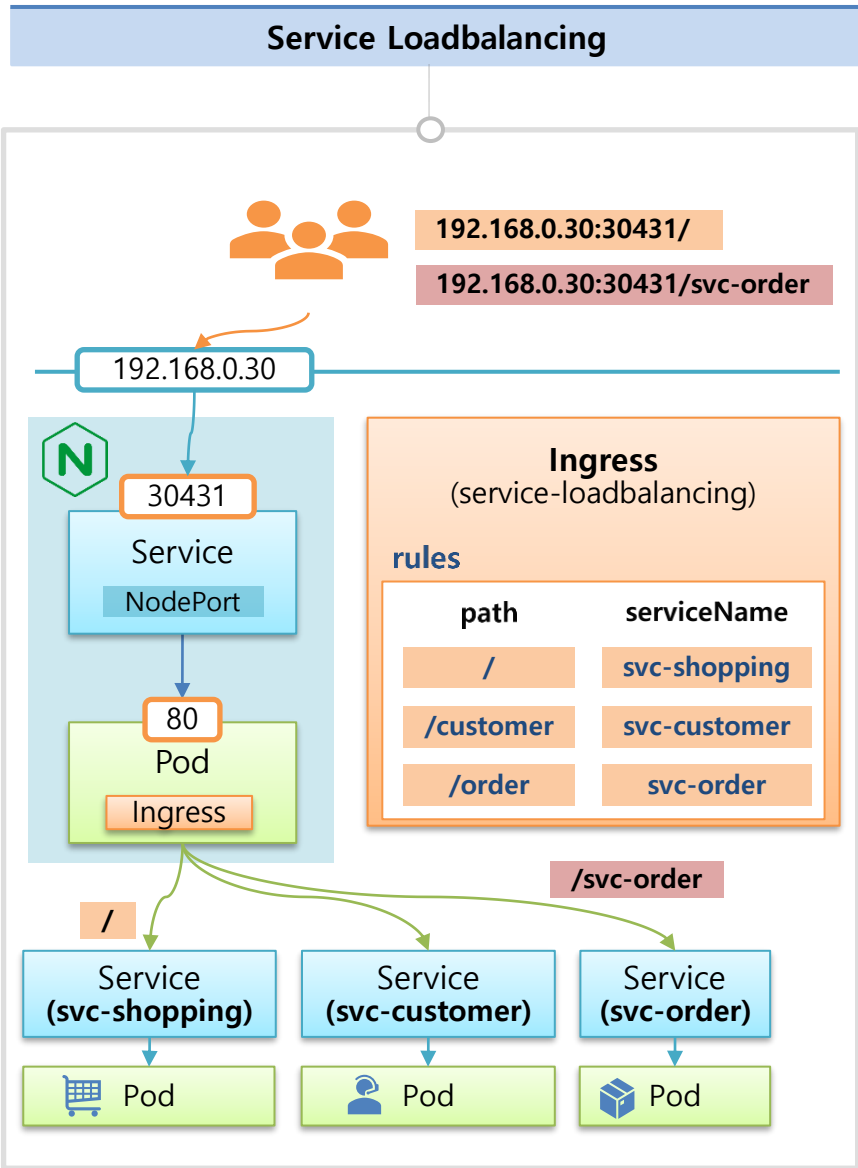 Service Loadbalancing
192.168.0.30:30431/
192.168.0.30:30431/svc-order
192.168.0.30
N
30431
Service
NodePort
80
Pod
Ingress
Ingress
(service-loadbalancing)
rules
path serviceName
/ svc-shopping
/customer svc-customer
/order svc-order
/
/svc-order
Service
(svc-shopping)
Service
(svc-customer)
Service
(svc-order)
Pod
Pod
Pod